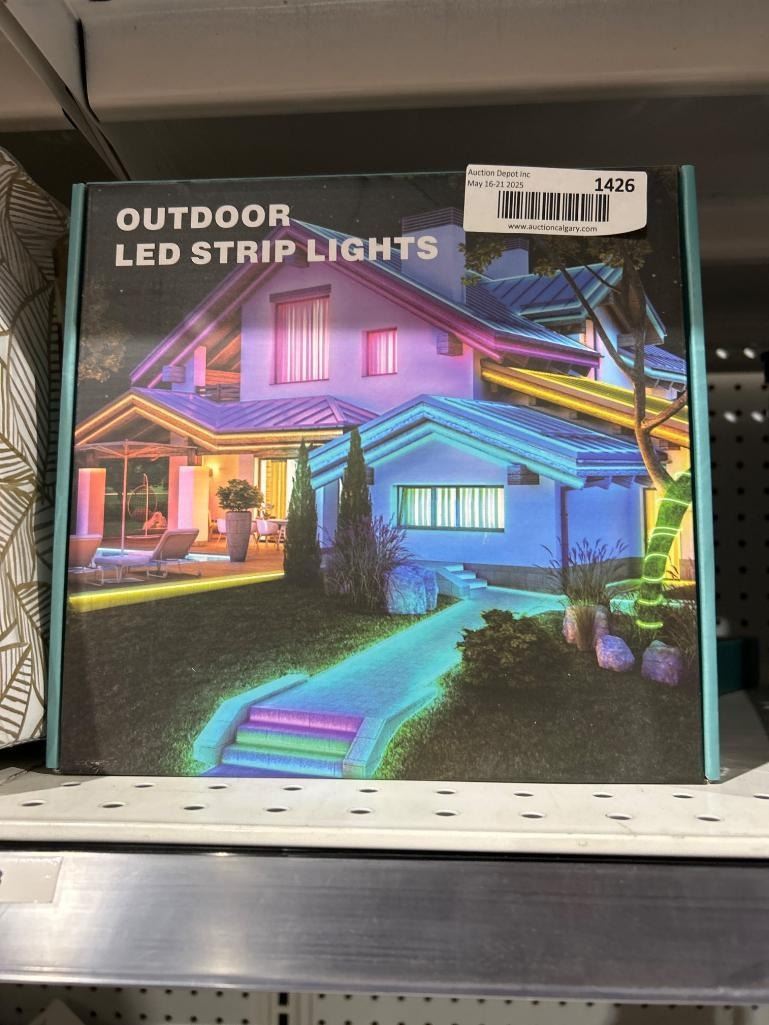 Auction Depot Inc
May 16-21 2025
1426
www.auctioncalgary.com
OUTDOOR
LED STRIP LIGHTS